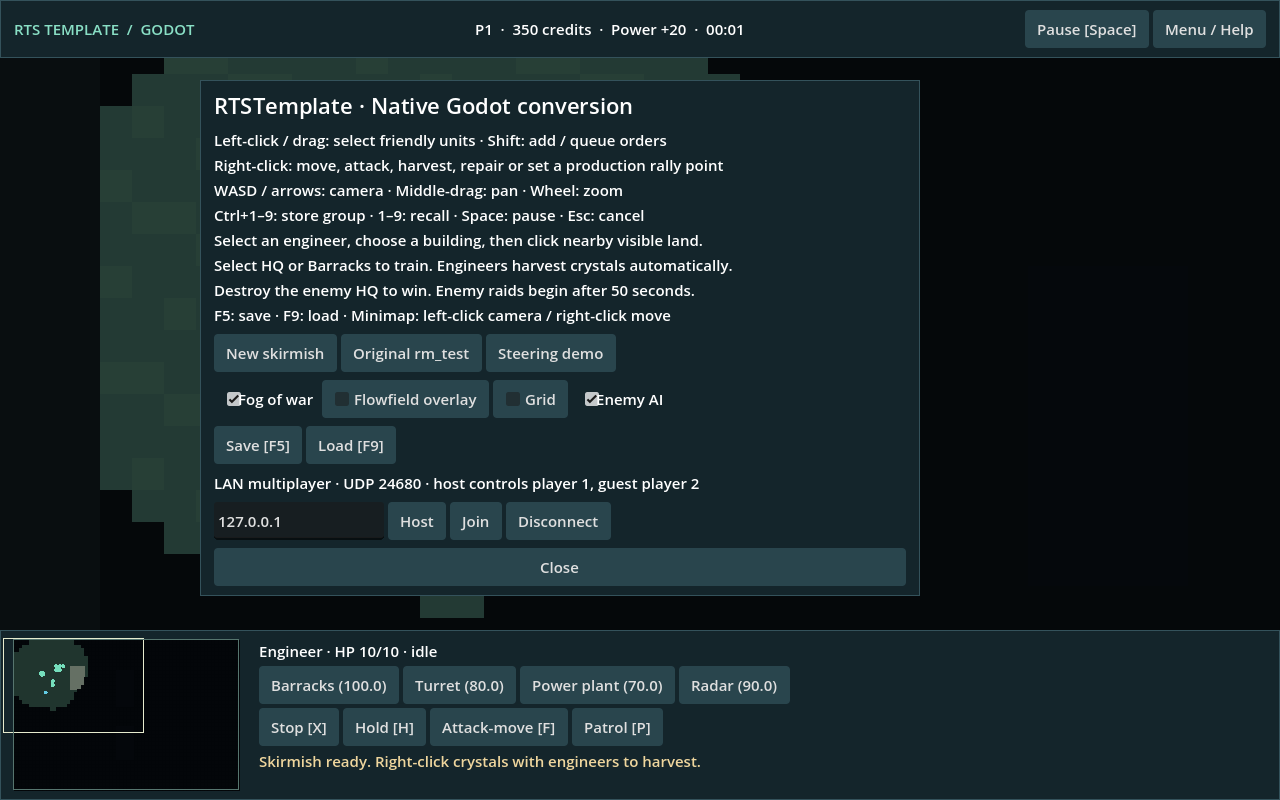 RTS TEMPLATE / GODOT
P1 · 350 credits · Power +20 · 00:01
Pause [Space]
Menu / Help
RTSTemplate · Native Godot conversion
Left-click / drag: select friendly units · Shift: add / queue orders
Right-click: move, attack, harvest, repair or set a production rally point
WASD / arrows: camera · Middle-drag: pan · Wheel: zoom
Ctrl+1–9: store group · 1–9: recall · Space: pause · Esc: cancel
Select an engineer, choose a building, then click nearby visible land.
Select HQ or Barracks to train. Engineers harvest crystals automatically.
Destroy the enemy HQ to win. Enemy raids begin after 50 seconds.
F5: save · F9: load · Minimap: left-click camera / right-click move
New skirmish
Original rm_test
Steering demo
Fog of war
Flowfield overlay
Grid
Enemy AI
Save [F5]
Load [F9]
LAN multiplayer · UDP 24680 · host controls player 1, guest player 2
127.0.0.1
Host
Join
Disconnect
Close
Engineer · HP 10/10 · idle
Barracks (100.0)
Turret (80.0)
Power plant (70.0)
Radar (90.0)
Stop [X]
Hold [H]
Attack-move [F]
Patrol [P]
Skirmish ready. Right-click crystals with engineers to harvest.